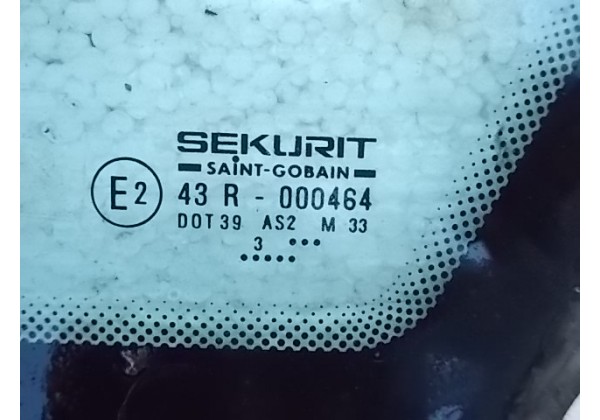 SEKURIT
SAINT-GOBAIN
E2 43 R - 000464
DOT39 AS2 M 33
3 •••
•••••